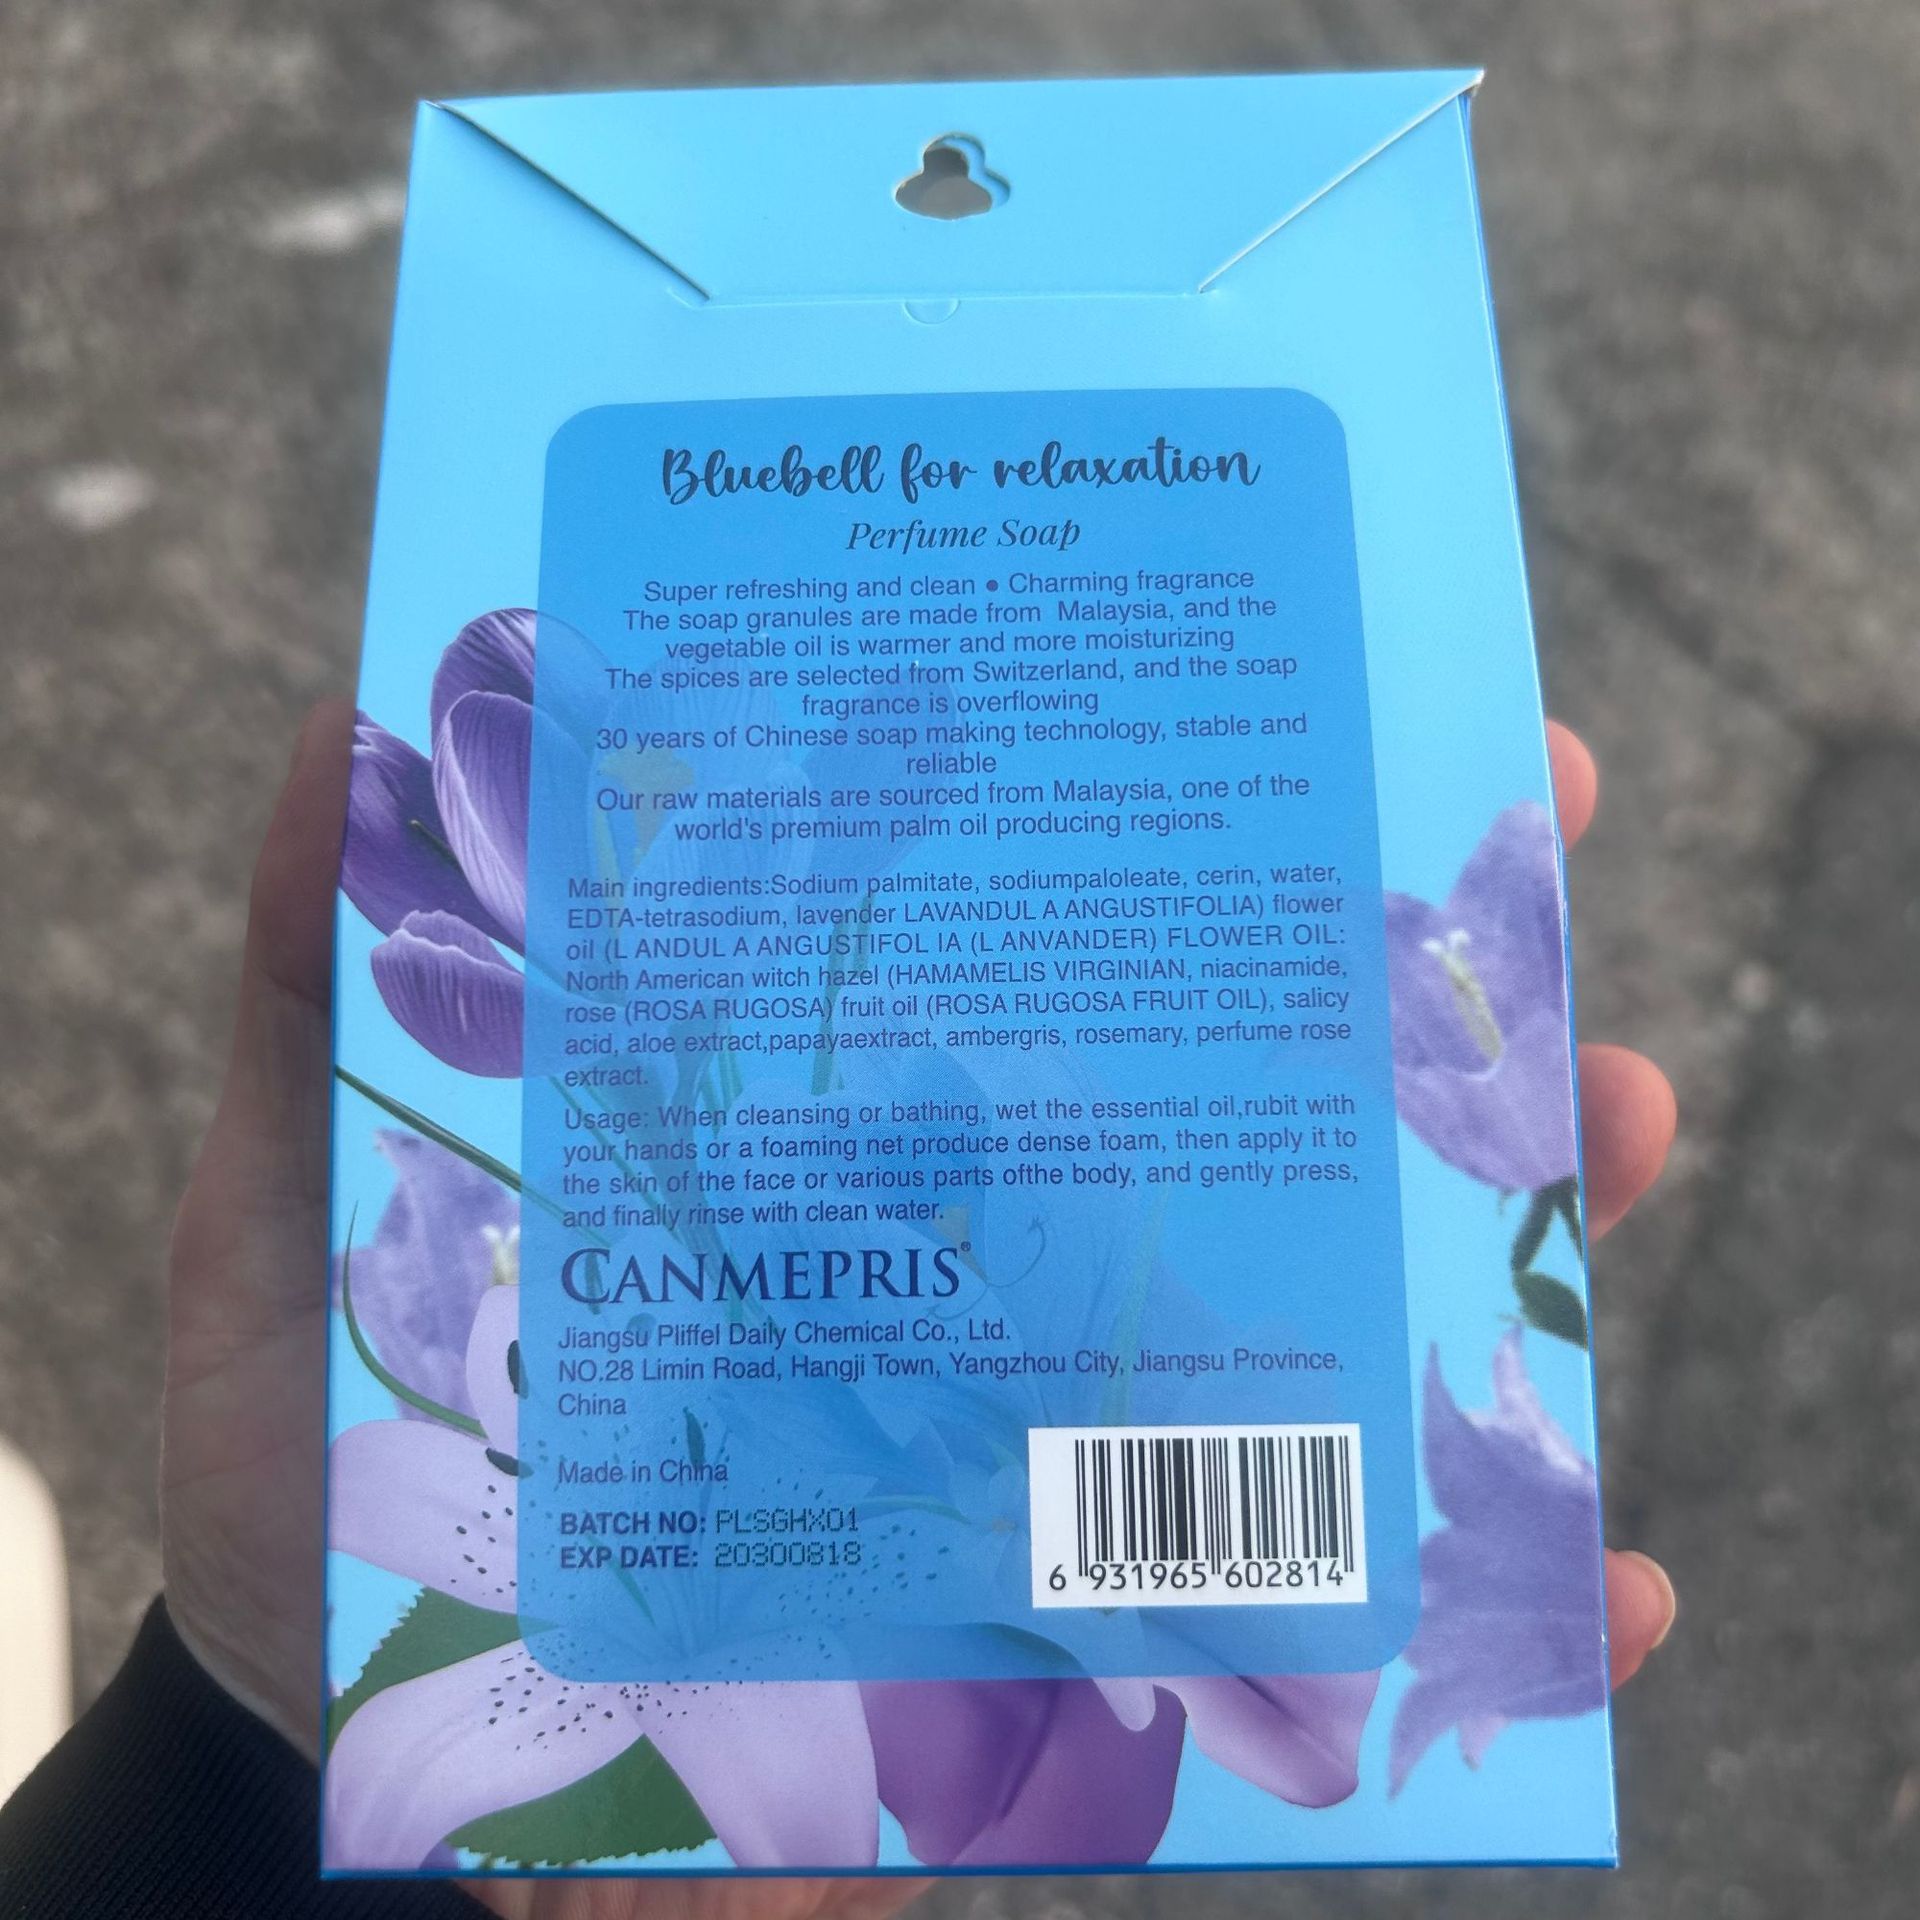 Bluebell for relaxation
Perfume Soap
Super refreshing and clean • Charming fragrance
The soap granules are made from Malaysia, and the
vegetable oil is warmer and more moisturizing
The spices are selected from Switzerland, and the soap
fragrance is overflowing
30 years of Chinese soap making technology, stable and
reliable
Our raw materials are sourced from Malaysia, one of the
world's premium palm oil producing regions.
Main ingredients:Sodium palmitate, sodiumpaloleate, cerin, water,
EDTA-tetrasodium, lavender LAVANDUL A ANGUSTIFOLIA) flower
oil (L ANDUL A ANGUSTIFOL IA (L ANVANDER) FLOWER OIL:
North American witch hazel (HAMAMELIS VIRGINIAN, niacinamide,
rose (ROSA RUGOSA) fruit oil (ROSA RUGOSA FRUIT OIL), salicy
acid, aloe extract,papayaextract, ambergris, rosemary, perfume rose
extract.
Usage: When cleansing or bathing, wet the essential oil,rubit with
your hands or a foaming net produce dense foam, then apply it to
the skin of the face or various parts ofthe body, and gently press,
and finally rinse with clean water.
CANMEPRIS®
Jiangsu Pliffel Daily Chemical Co., Ltd.
NO.28 Limin Road, Hangji Town, Yangzhou City, Jiangsu Province,
China
Made in China
BATCH NO: PLSGHX01
EXP DATE: 20300818
6 931965 602814